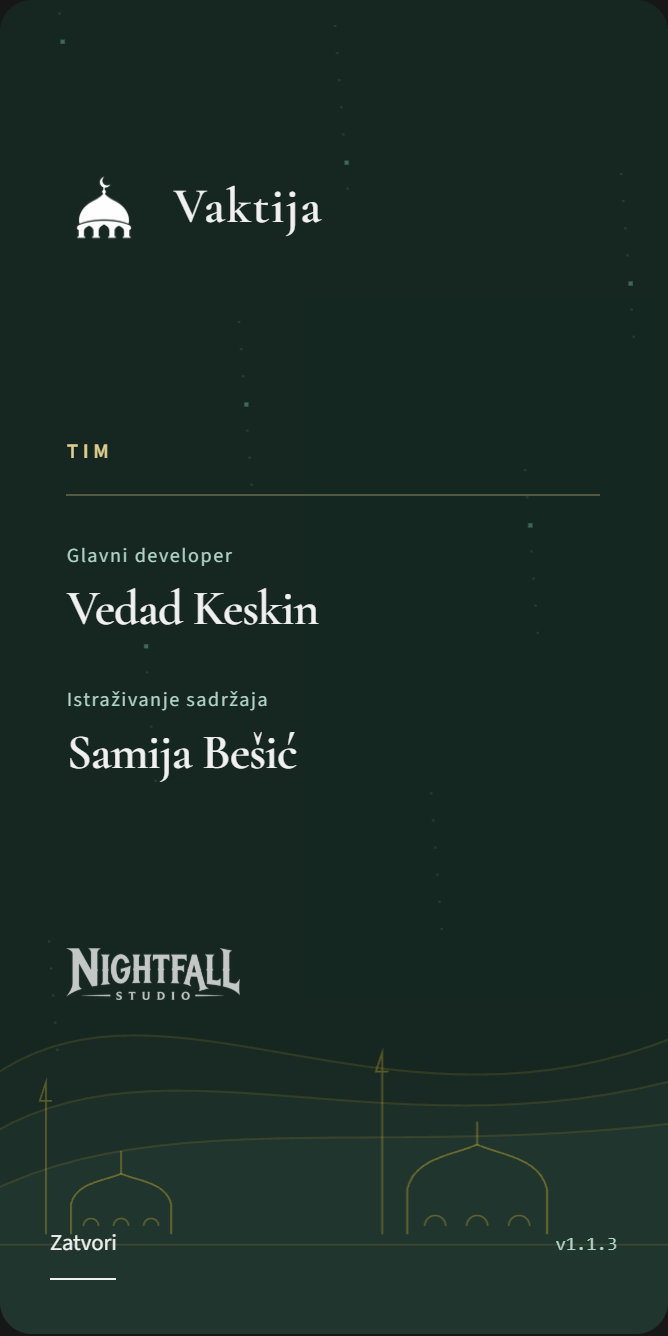 Vaktija
TIM
Glavni developer
Vedad Keskin
Istraživanje sadržaja
Samija Bešić
NIGHTFALL
STUDIO
Zatvori
v1.1.3